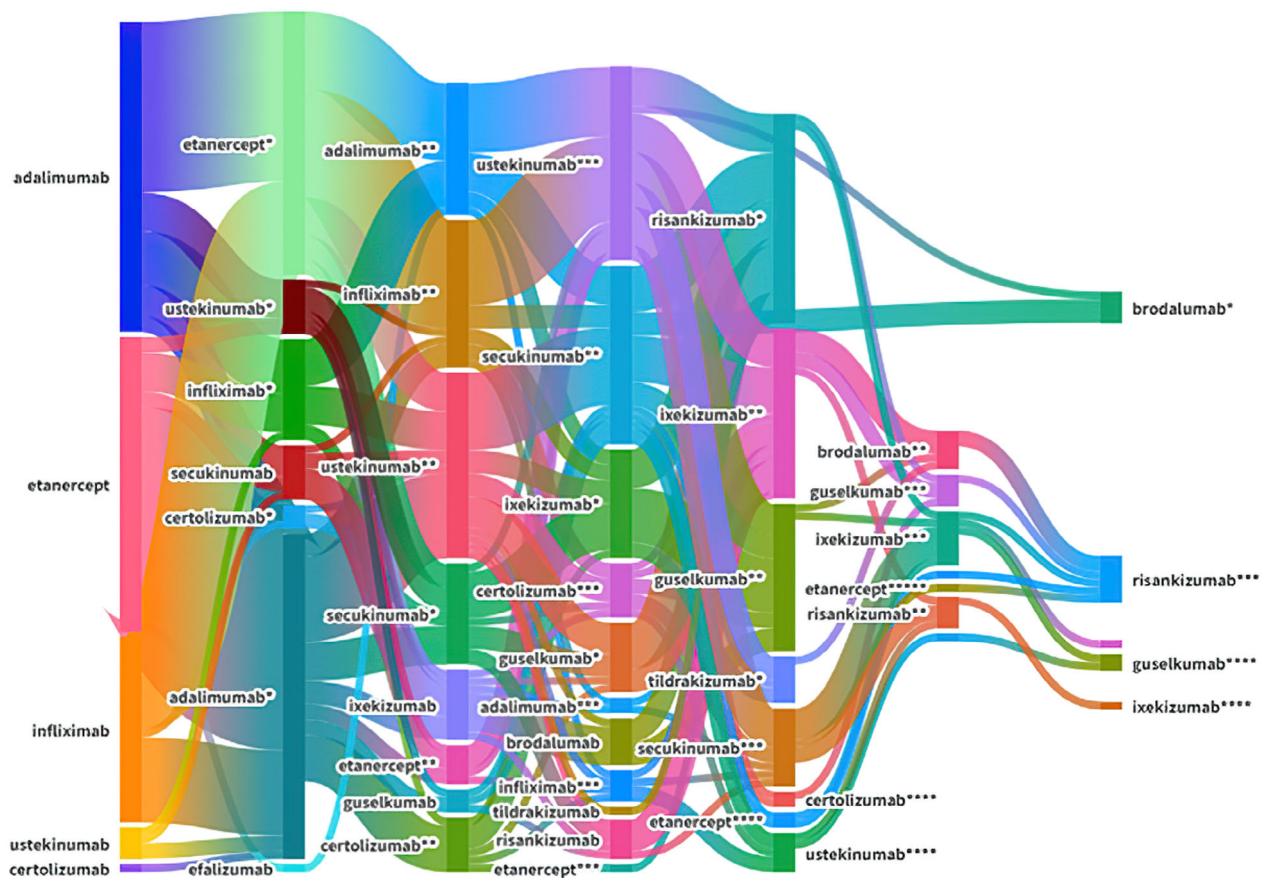 adalimumab
etanercept
infliximab
ustekinumab
certolizumab
etanercept*
ustekinumab*
infliximab*
secukinumab
certolizumab*
adalimumab*
efalizumab
adalimumab**
infliximab**
ustekinumab**
secukinumab*
ixekizumab
etanercept**
guselkumab
certolizumab**
ustekinumab***
secukinumab**
ixekizumab*
certolizumab***
guselkumab*
adalimumab***
brodalumab
infliximab***
tildrakizumab
risankizumab
etanercept***
risankizumab*
ixekizumab**
guselkumab**
tildrakizumab*
secukinumab***
certolizumab****
etanercept****
ustekinumab****
brodalumab**
guselkumab***
ixekizumab***
etanercept*****
risankizumab**
brodalumab*
risankizumab***
guselkumab****
ixekizumab****